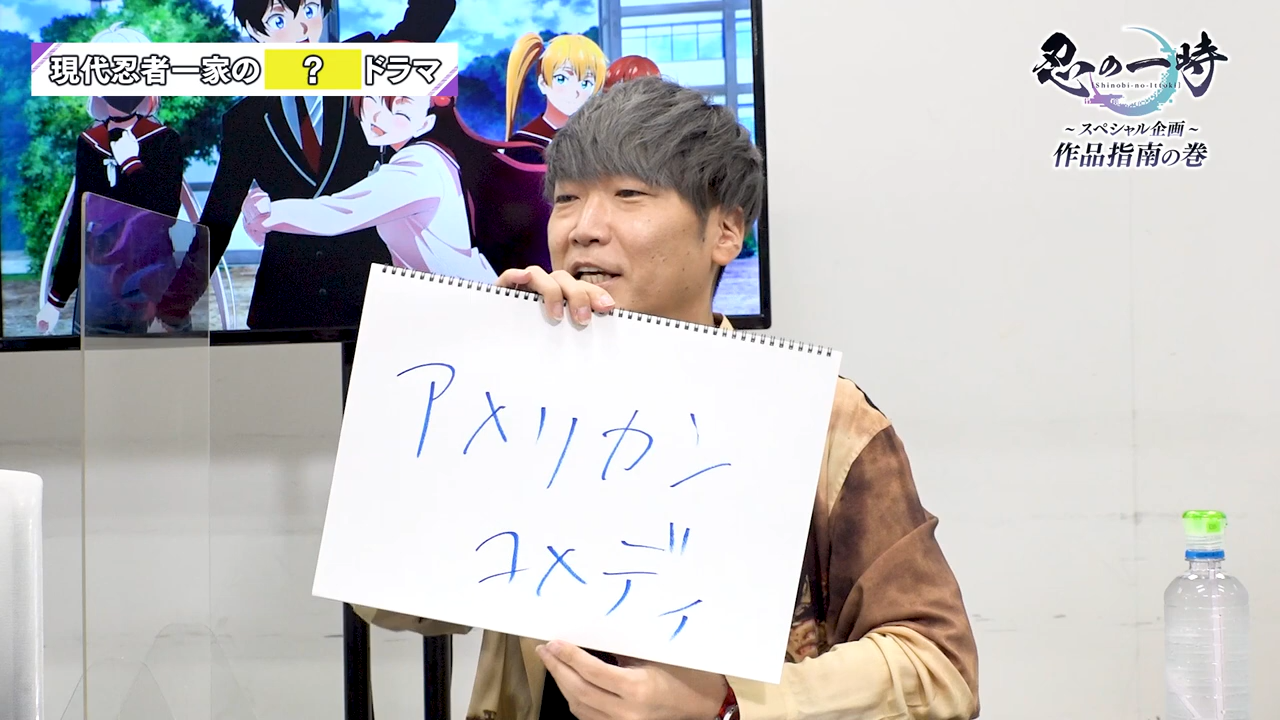 現代忍者一家の ? ドラマ
忍の一時
Shinobi-no-Ittoki
~スペシャル企画~
作品指南の巻
アメリカン
コメディ